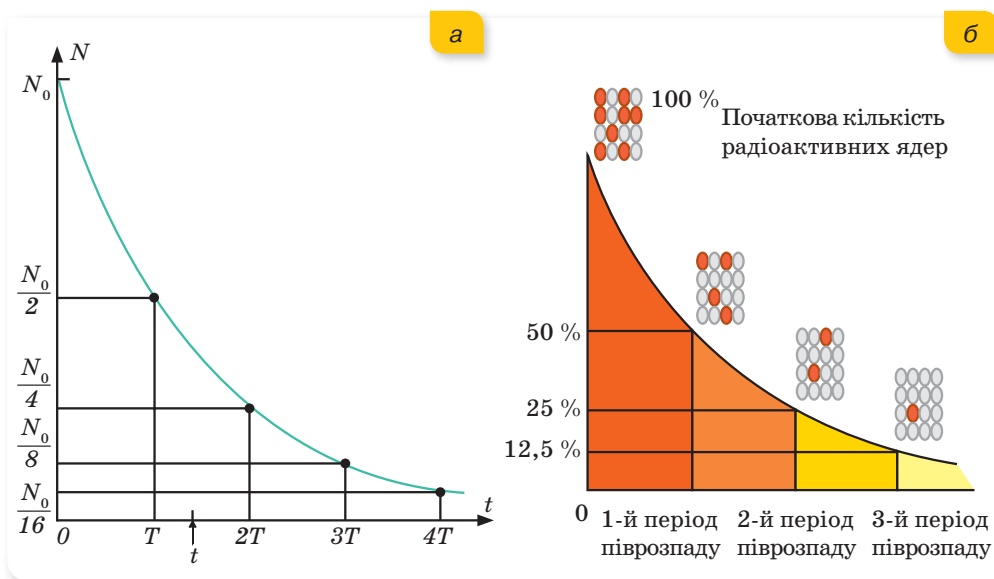 а
N
N₀
N₀/2
N₀/4
N₀/8
N₀/16
0
T
2T
3T
4T
t
t
б
100 %
Початкова кількість
радіоактивних ядер
50 %
25 %
12,5 %
0
1-й період
піврозпаду
2-й період
піврозпаду
3-й період
піврозпаду